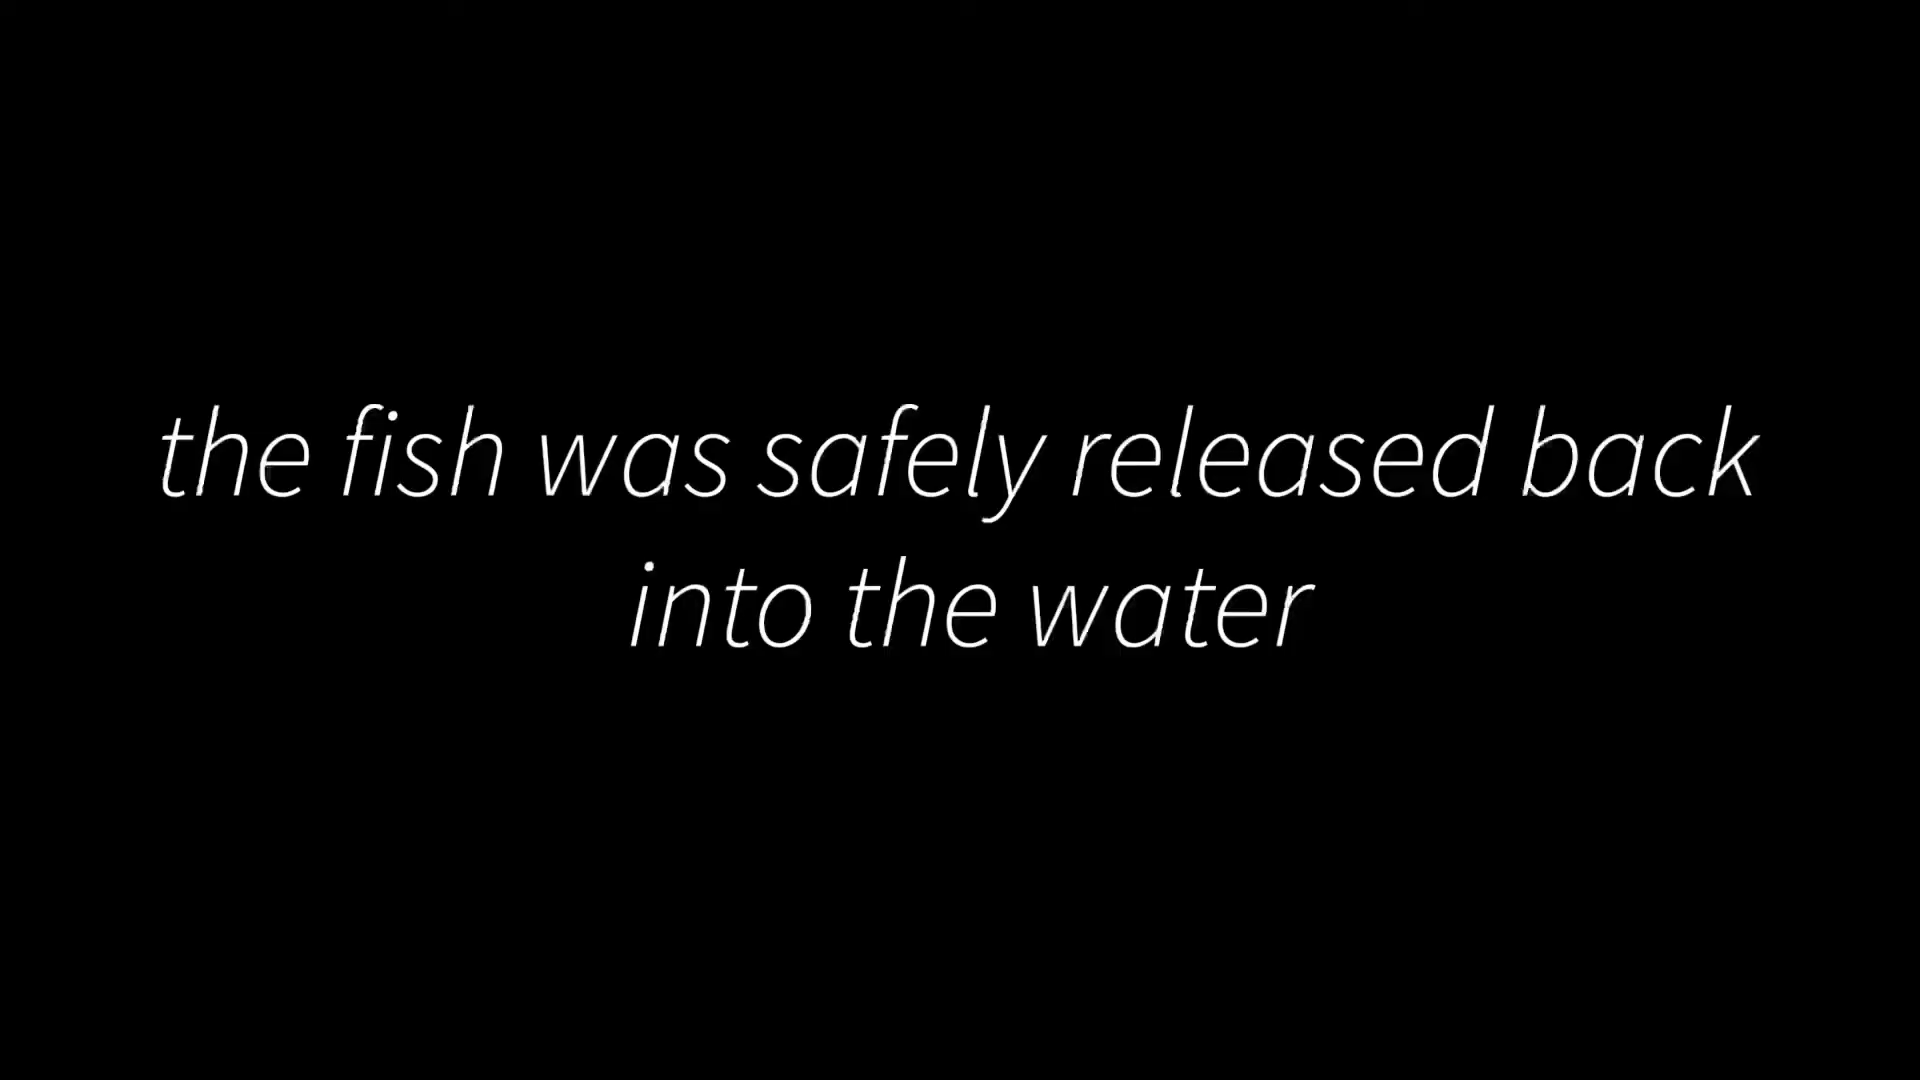 the fish was safely released back
into the water